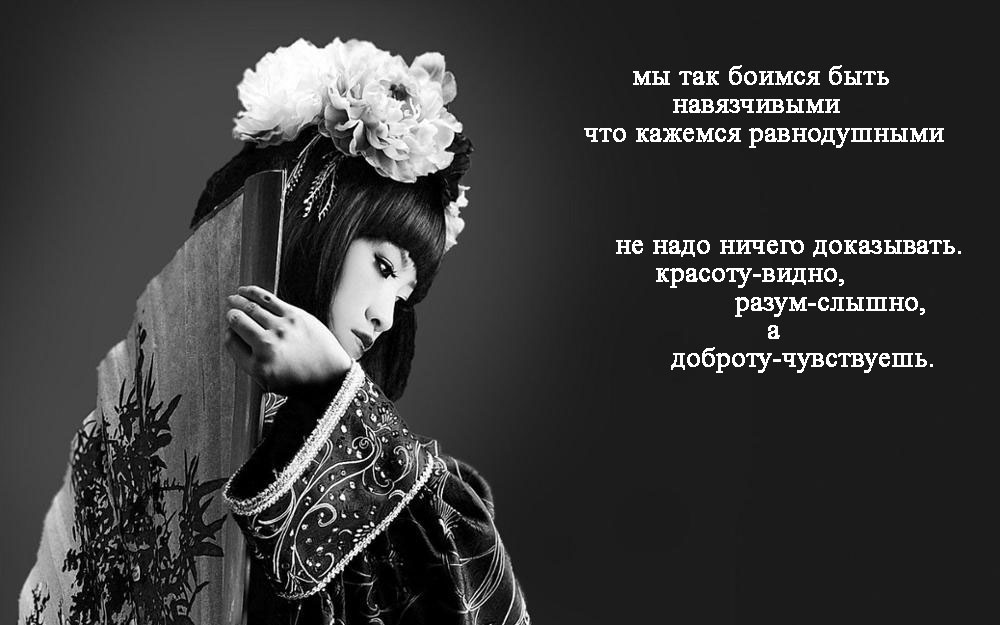 мы так боимся быть
навязчивыми
что кажемся равнодушными
не надо ничего доказывать.
красоту-видно,
разум-слышно,
а
доброту-чувствуешь.